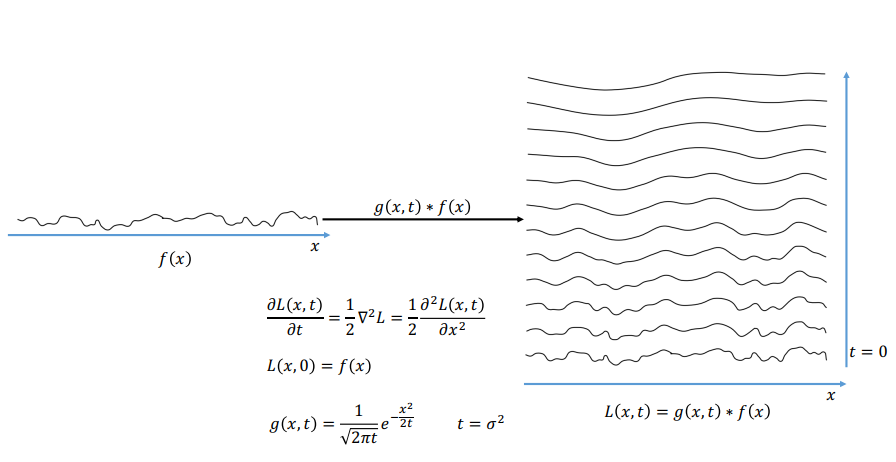 g(x,t) ∗ f(x)
x
f(x)
∂L(x,t)/∂t = 1/2 ∇²L = 1/2 ∂²L(x,t)/∂x²
L(x,0) = f(x)
g(x,t) = 1/√(2πt) e^(−x²/2t) t = σ²
t = 0
x
L(x,t) = g(x,t) ∗ f(x)